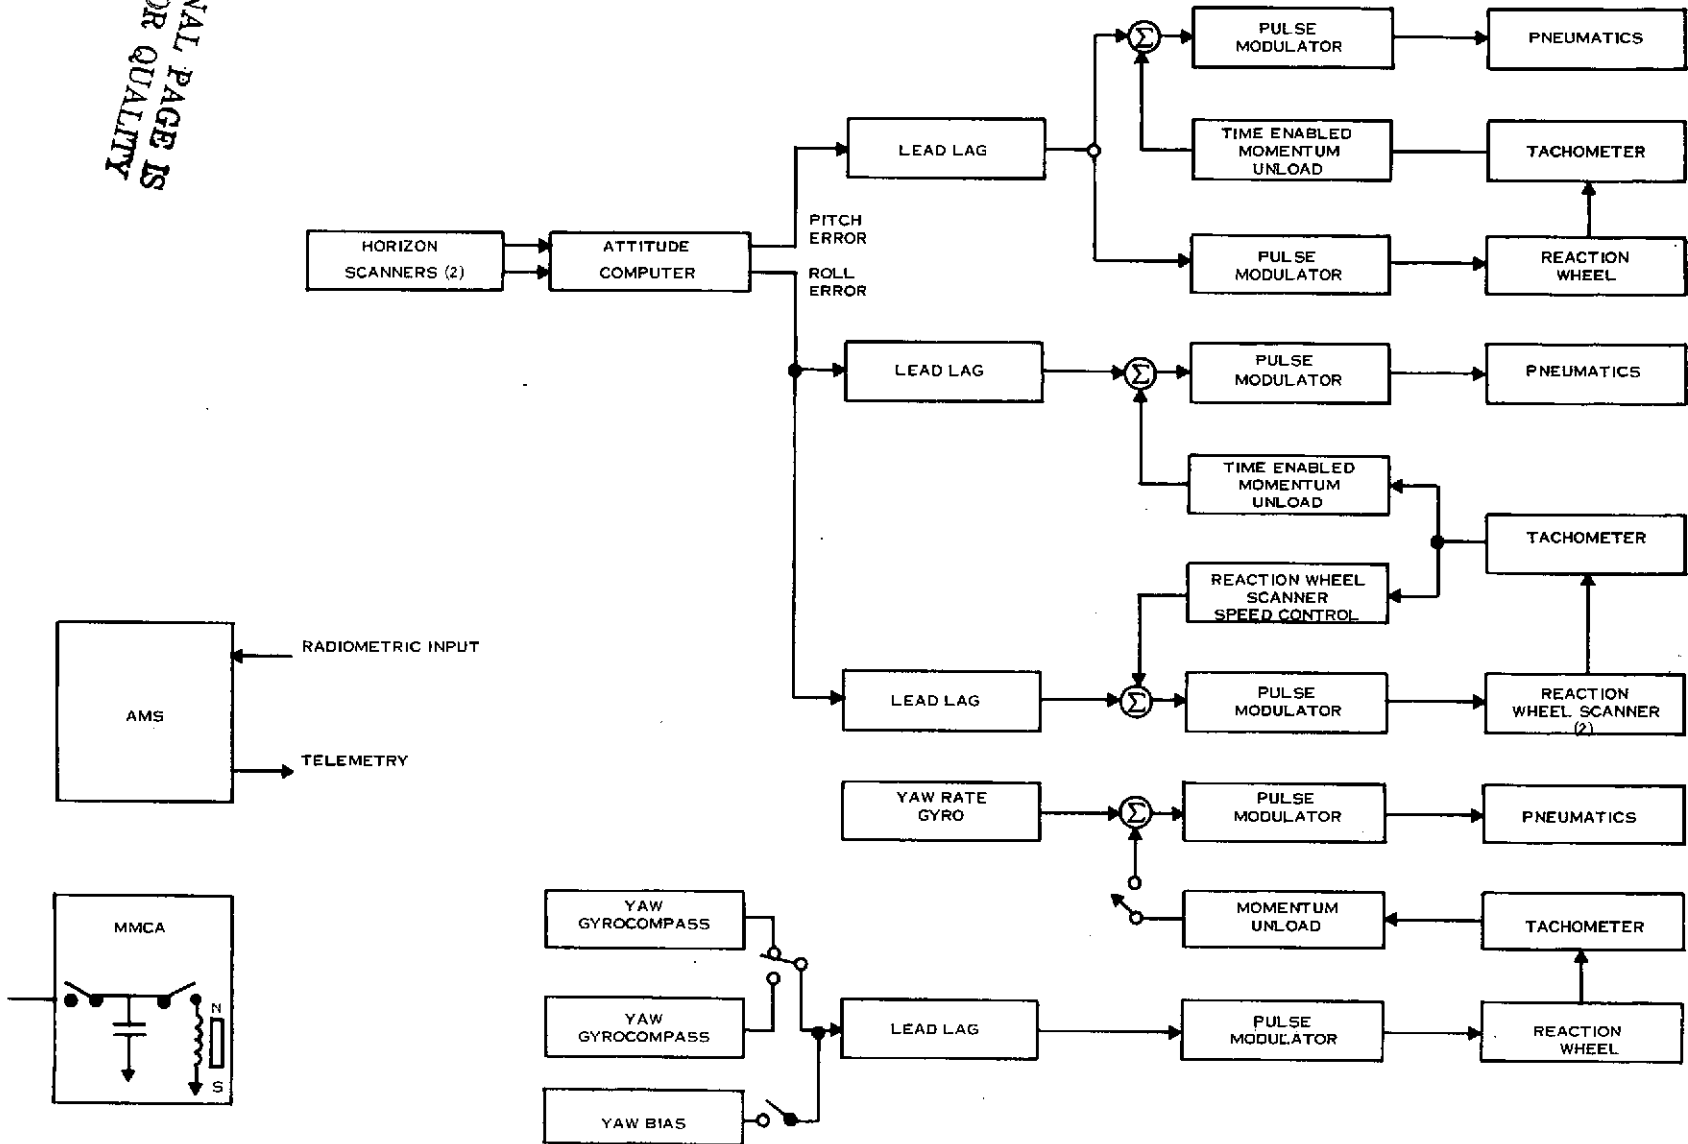 NAL PAGE IS
OR QUALITY
Σ
PULSE
MODULATOR
PNEUMATICS
LEAD LAG
TIME ENABLED
MOMENTUM
UNLOAD
TACHOMETER
HORIZON
SCANNERS (2)
ATTITUDE
COMPUTER
PITCH
ERROR
ROLL
ERROR
PULSE
MODULATOR
REACTION
WHEEL
LEAD LAG
Σ
PULSE
MODULATOR
PNEUMATICS
TIME ENABLED
MOMENTUM
UNLOAD
TACHOMETER
REACTION WHEEL
SCANNER
SPEED CONTROL
AMS
RADIOMETRIC INPUT
TELEMETRY
LEAD LAG
Σ
PULSE
MODULATOR
REACTION
WHEEL SCANNER
(2)
YAW RATE
GYRO
Σ
PULSE
MODULATOR
PNEUMATICS
MMCA
N
S
YAW
GYROCOMPASS
MOMENTUM
UNLOAD
TACHOMETER
YAW
GYROCOMPASS
LEAD LAG
PULSE
MODULATOR
REACTION
WHEEL
YAW BIAS